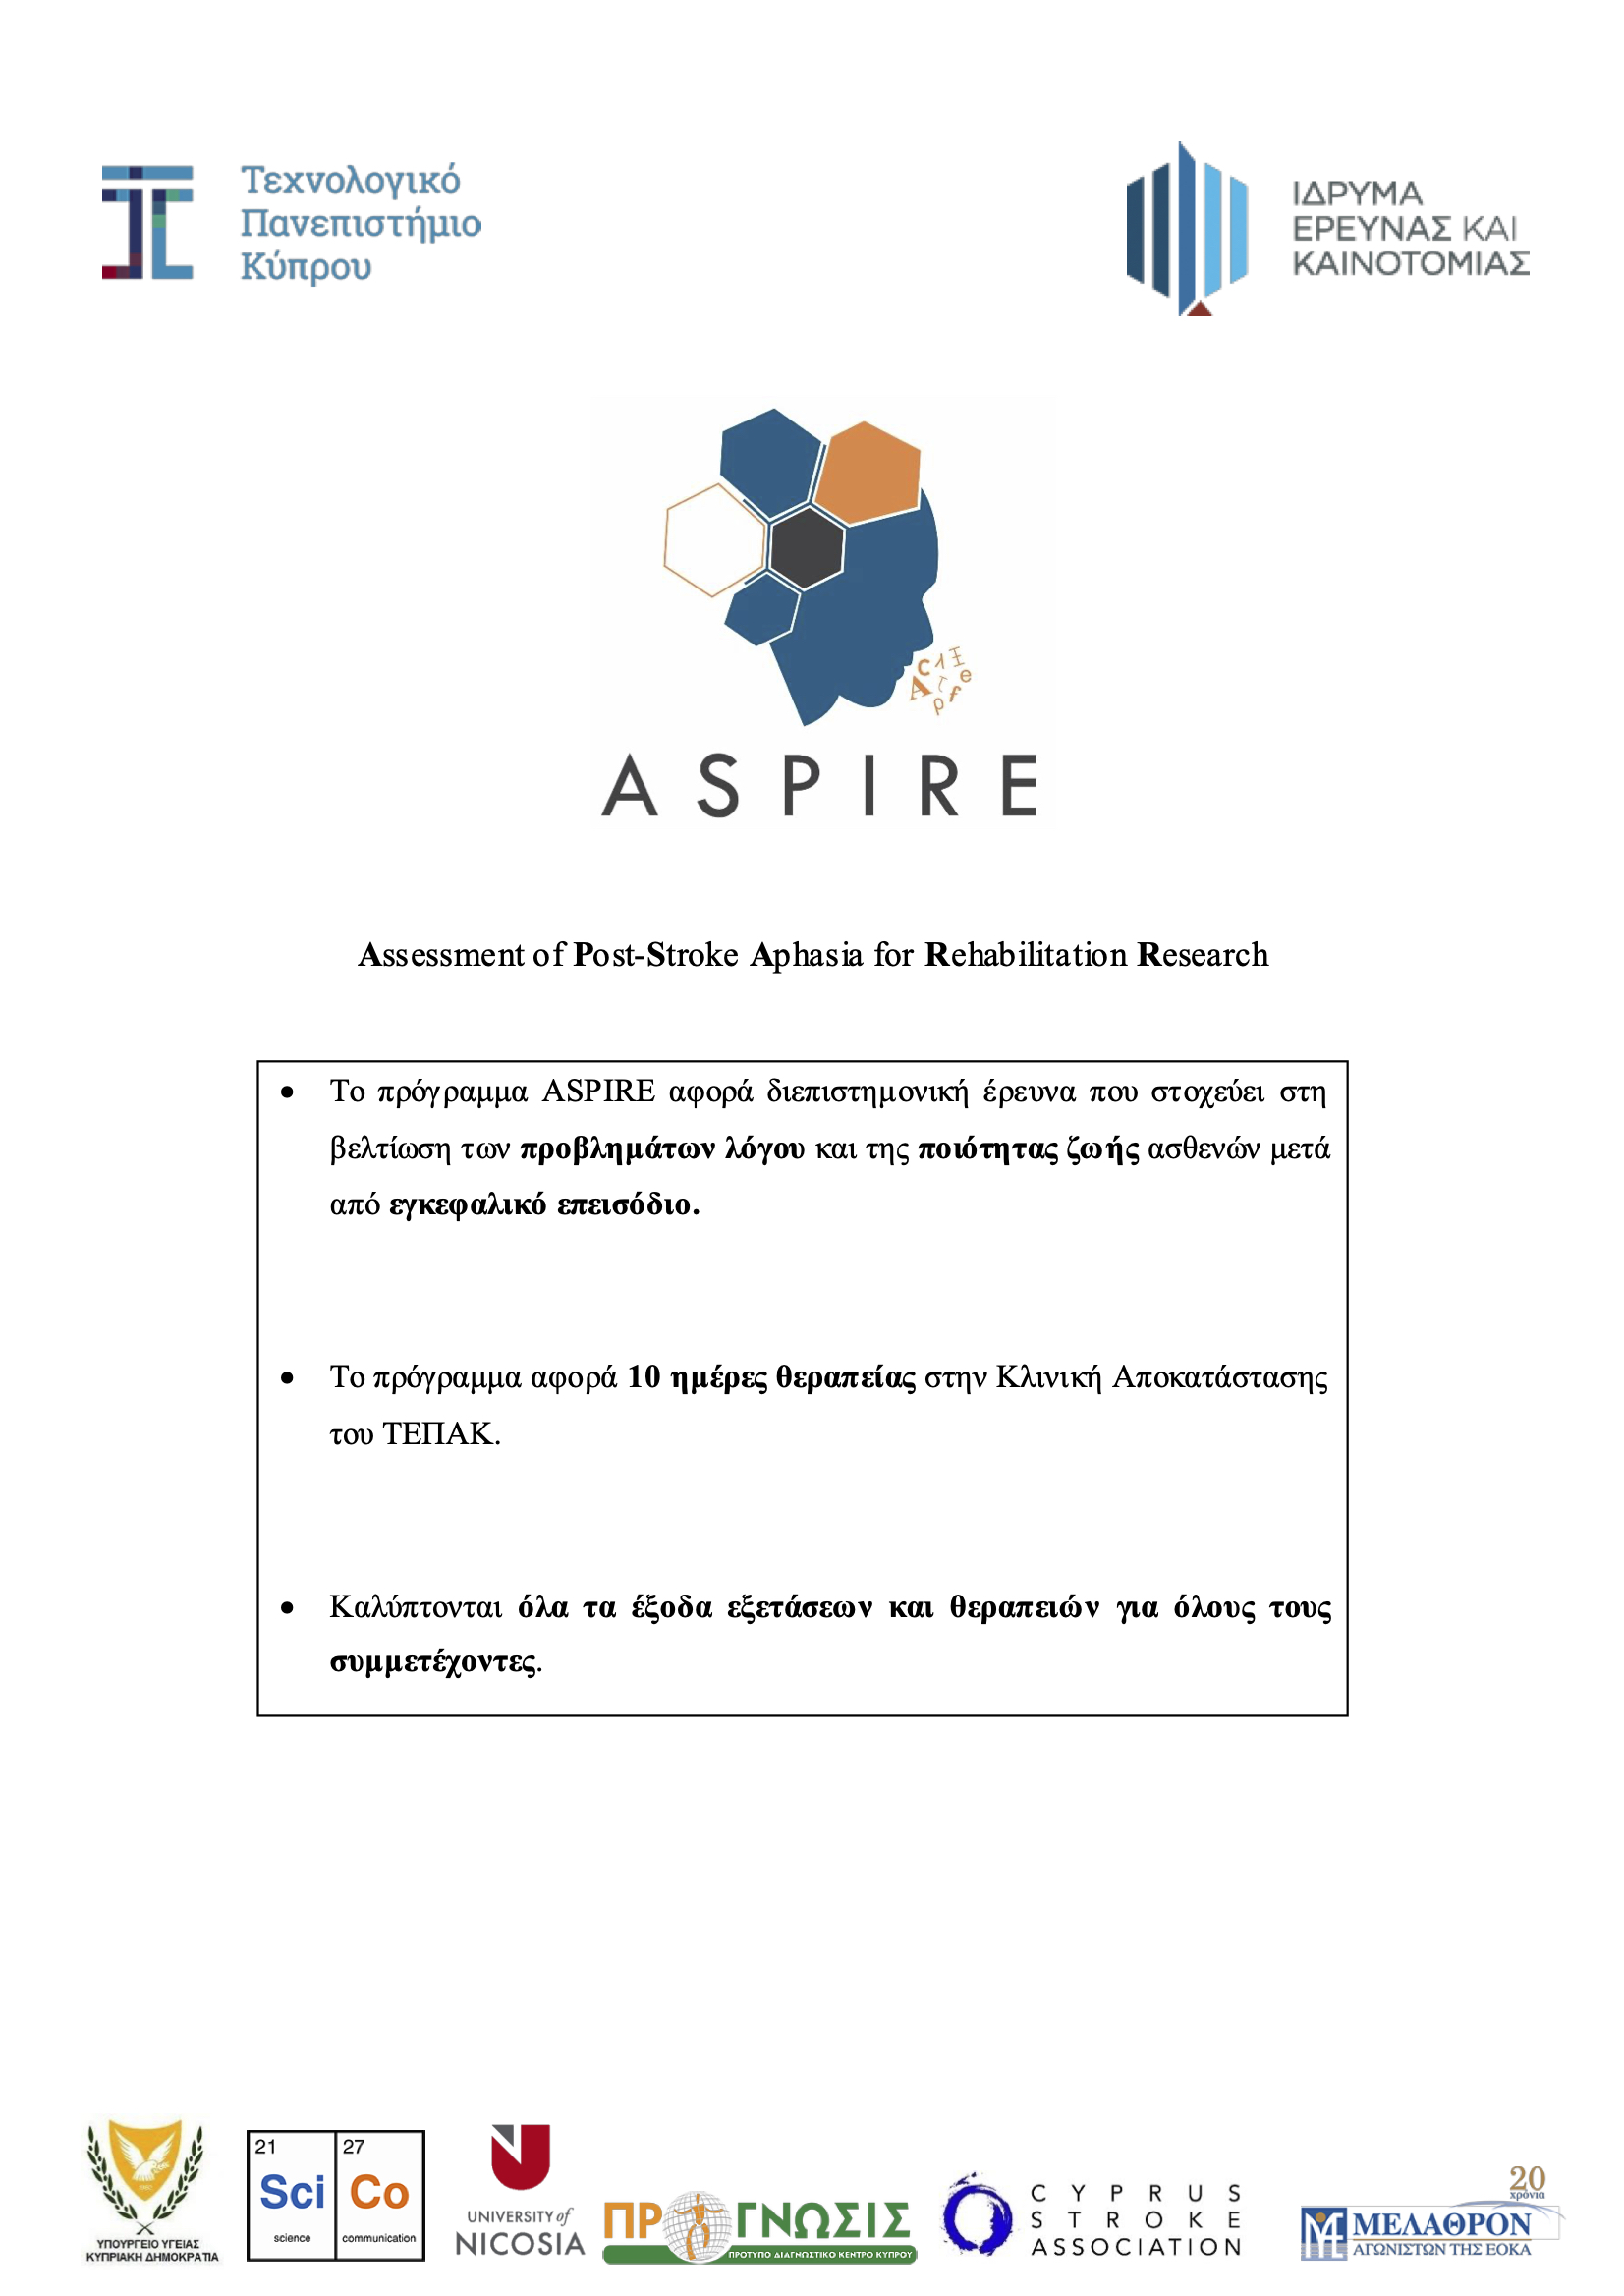 Τεχνολογικό
Πανεπιστήμιο
Κύπρου
ΙΔΡΥΜΑ
ΕΡΕΥΝΑΣ ΚΑΙ
ΚΑΙΝΟΤΟΜΙΑΣ
ASPIRE
Assessment of Post-Stroke Aphasia for Rehabilitation Research
• Το πρόγραμμα ASPIRE αφορά διεπιστημονική έρευνα που στοχεύει στη
βελτίωση των προβλημάτων λόγου και της ποιότητας ζωής ασθενών μετά
από εγκεφαλικό επεισόδιο.
• Το πρόγραμμα αφορά 10 ημέρες θεραπείας στην Κλινική Αποκατάστασης
του ΤΕΠΑΚ.
• Καλύπτονται όλα τα έξοδα εξετάσεων και θεραπειών για όλους τους
συμμετέχοντες.
ΥΠΟΥΡΓΕΙΟ ΥΓΕΙΑΣ
ΚΥΠΡΙΑΚΗ ΔΗΜΟΚΡΑΤΙΑ
21 27
Sci Co
science communication
UNIVERSITY of
NICOSIA
ΠΡΟΓΝΩΣΙΣ
ΠΡΟΤΥΠΟ ΔΙΑΓΝΩΣΤΙΚΟ ΚΕΝΤΡΟ ΚΥΠΡΟΥ
CYPRUS
STROKE
ASSOCIATION
20
χρόνια
ΜΕΛΑΘΡΟΝ
ΑΓΩΝΙΣΤΩΝ ΤΗΣ ΕΟΚΑ